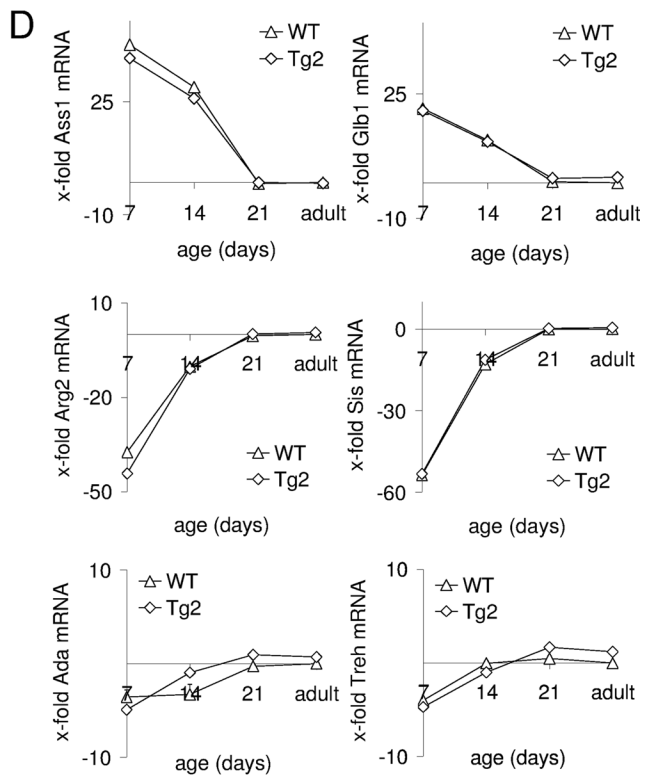 D
x-fold Ass1 mRNA
WT
Tg2
25
-10
7 14 21 adult
age (days)
x-fold Glb1 mRNA
WT
Tg2
25
-10
7 14 21 adult
age (days)
x-fold Arg2 mRNA
10
7 14 21 adult
-20
WT
Tg2
-50
age (days)
x-fold Sis mRNA
0
7 14 21 adult
-30
WT
Tg2
-60
age (days)
x-fold Ada mRNA
10
WT
Tg2
7 14 21 adult
-10
age (days)
x-fold Treh mRNA
10
WT
Tg2
7 14 21 adult
-10
age (days)